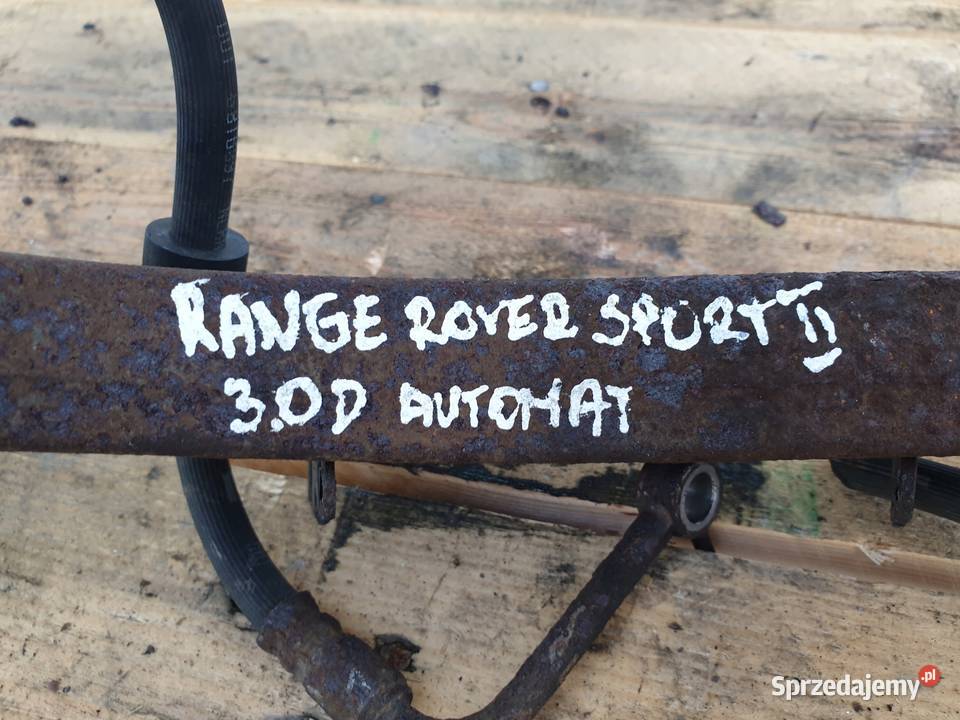 RANGE ROVER SPORT II
3.0D AUTOMAT
Sprzedajemy.pl